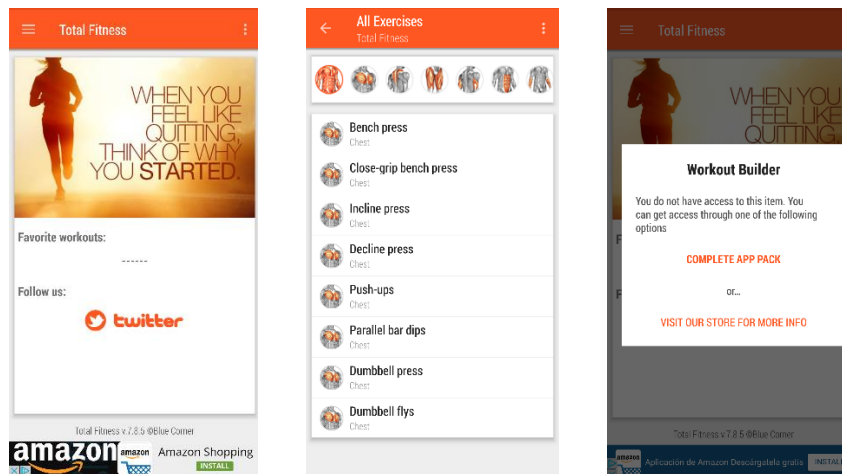 Total Fitness
WHEN YOU
FEEL LIKE
QUITTING,
THINK OF WHY
YOU STARTED.
Favorite workouts:
------
Follow us:
twitter
Total Fitness v.7.8.5 @Blue Corner
amazon
amazon
Amazon Shopping
INSTALL
All Exercises
Total Fitness
Bench press
Chest
Close-grip bench press
Chest
Incline press
Chest
Decline press
Chest
Push-ups
Chest
Parallel bar dips
Chest
Dumbbell press
Chest
Dumbbell flys
Chest
Total Fitness
WHEN YOU
FEEL LIKE
QUITTING
Workout Builder
You do not have access to this item. You
can get access through one of the following
options
COMPLETE APP PACK
or...
VISIT OUR STORE FOR MORE INFO
F
F
Total Fitness v.7.8.5 @Blue Corner
amazon
Aplicación de Amazon Descárgatela gratis
INSTAL